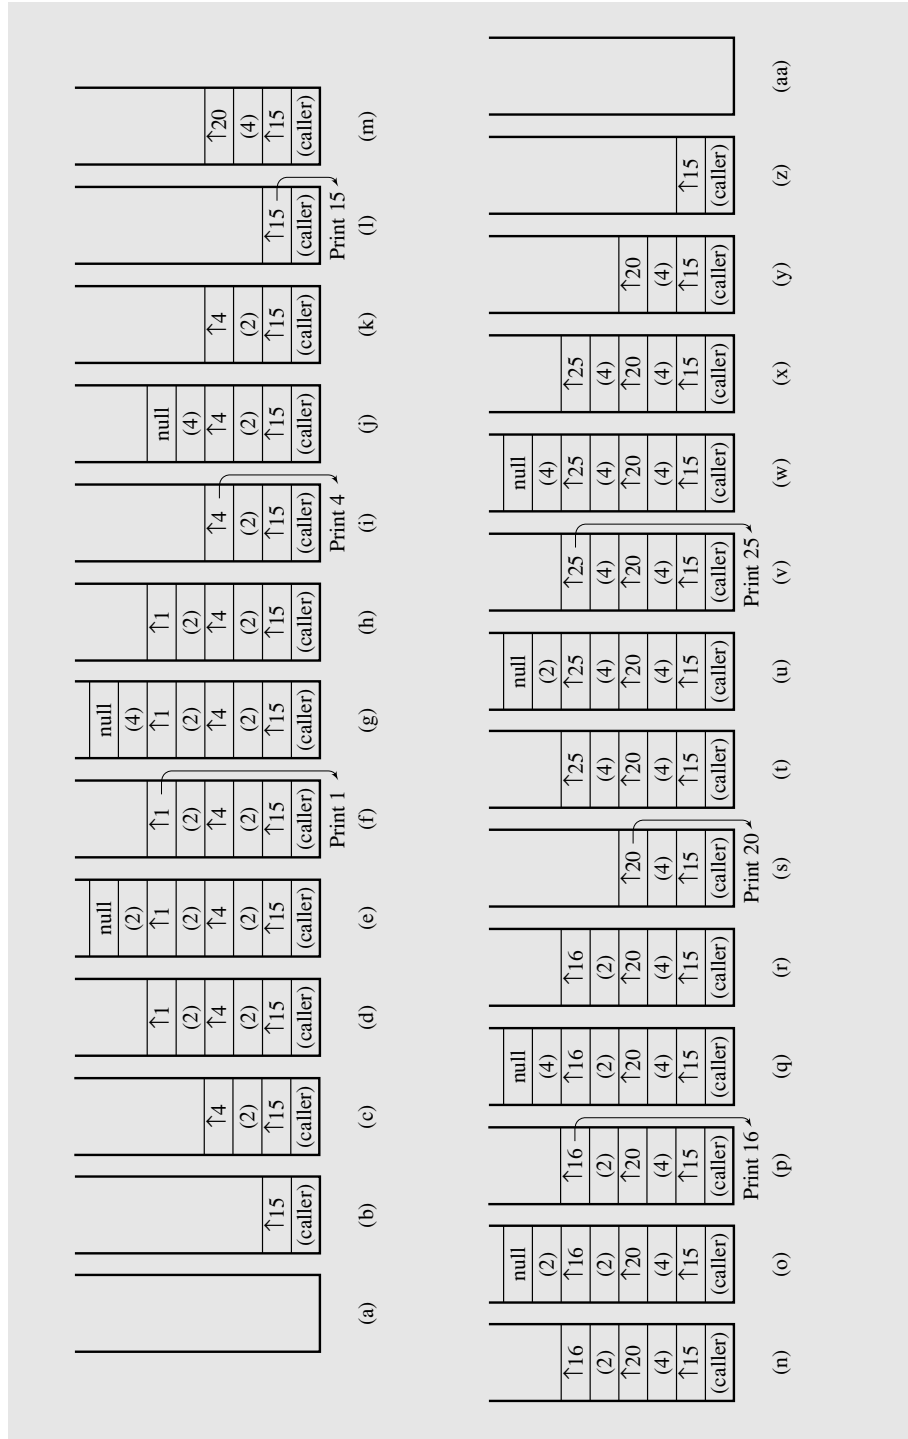 (a)
↑15
(caller)
(b)
↑4
(2)
↑15
(caller)
(c)
↑1
(2)
↑4
(2)
↑15
(caller)
(d)
null
(2)
↑1
(2)
↑4
(2)
↑15
(caller)
(e)
↑1
(2)
↑4
(2)
↑15
(caller)
Print 1
(f)
null
(4)
↑1
(2)
↑4
(2)
↑15
(caller)
(g)
↑1
(2)
↑4
(2)
↑15
(caller)
(h)
↑4
(2)
↑15
(caller)
Print 4
(i)
null
(4)
↑4
(2)
↑15
(caller)
(j)
↑4
(2)
↑15
(caller)
(k)
↑15
(caller)
Print 15
(l)
↑20
(4)
↑15
(caller)
(m)
↑16
(2)
↑20
(4)
↑15
(caller)
(n)
null
(2)
↑16
(2)
↑20
(4)
↑15
(caller)
(o)
↑16
(2)
↑20
(4)
↑15
(caller)
Print 16
(p)
null
(4)
↑16
(2)
↑20
(4)
↑15
(caller)
(q)
↑16
(2)
↑20
(4)
↑15
(caller)
(r)
↑20
(4)
↑15
(caller)
Print 20
(s)
↑25
(4)
↑20
(4)
↑15
(caller)
(t)
null
(2)
↑25
(4)
↑20
(4)
↑15
(caller)
(u)
↑25
(4)
↑20
(4)
↑15
(caller)
Print 25
(v)
null
(4)
↑25
(4)
↑20
(4)
↑15
(caller)
(w)
↑25
(4)
↑20
(4)
↑15
(caller)
(x)
↑20
(4)
↑15
(caller)
(y)
↑15
(caller)
(z)
(aa)